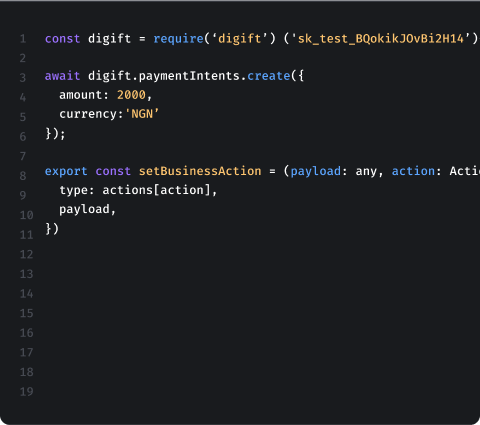 1 const digift = require(‘digift’) ('sk_test_BQokikJOvBi2H14’)
2
3 await digift.paymentIntents.create({
4 amount: 2000,
5 currency:'NGN’
6 });
7
8 export const setBusinessAction = (payload: any, action: Actio
9 type: actions[action],
10 payload,
11 })
12
13
14
15
16
17
18
19